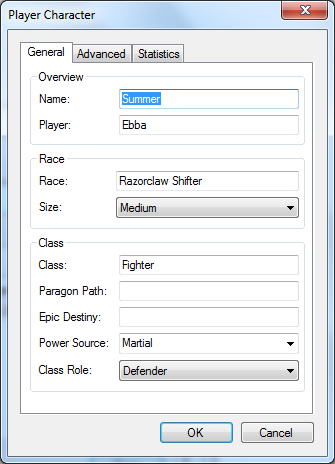 Player Character
General Advanced Statistics
Overview
Name: Summer
Player: Ebba
Race
Race: Razorclaw Shifter
Size: Medium
Class
Class: Fighter
Paragon Path:
Epic Destiny:
Power Source: Martial
Class Role: Defender
OK Cancel